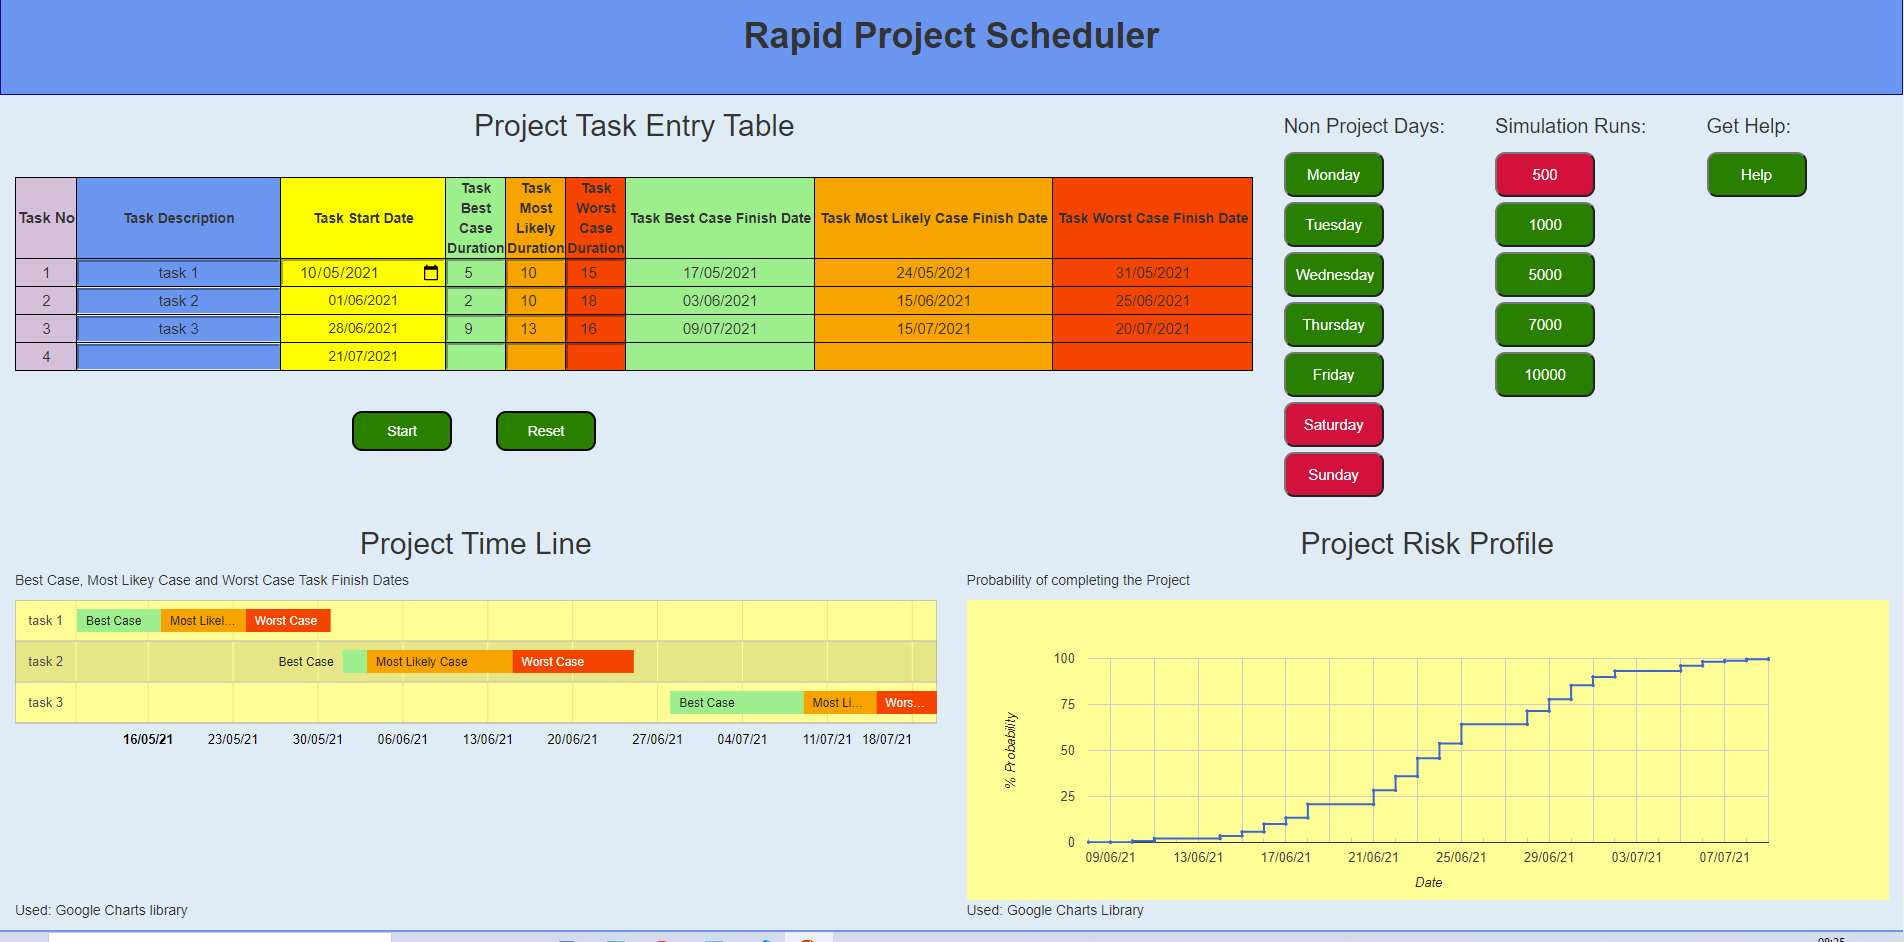 Rapid Project Scheduler
Project Task Entry Table
Non Project Days:
Simulation Runs:
Get Help:
Task No
Task Description
Task Start Date
Task Best Case Duration
Task Most Likely Duration
Task Worst Case Duration
Task Best Case Finish Date
Task Most Likely Case Finish Date
Task Worst Case Finish Date
1 task 1 10/05/2021 5 10 15 17/05/2021 24/05/2021 31/05/2021
2 task 2 01/06/2021 2 10 18 03/06/2021 15/06/2021 25/06/2021
3 task 3 28/06/2021 9 13 16 09/07/2021 15/07/2021 20/07/2021
4 21/07/2021
Start
Reset
Monday
Tuesday
Wednesday
Thursday
Friday
Saturday
Sunday
500
1000
5000
7000
10000
Help
Project Time Line
Best Case, Most Likey Case and Worst Case Task Finish Dates
task 1 Best Case Most Likel... Worst Case
task 2 Best Case Most Likely Case Worst Case
task 3 Best Case Most Li... Wors...
16/05/21 23/05/21 30/05/21 06/06/21 13/06/21 20/06/21 27/06/21 04/07/21 11/07/21 18/07/21
Used: Google Charts library
Project Risk Profile
Probability of completing the Project
% Probability
100
75
50
25
0
09/06/21 13/06/21 17/06/21 21/06/21 25/06/21 29/06/21 03/07/21 07/07/21
Date
Used: Google Charts Library